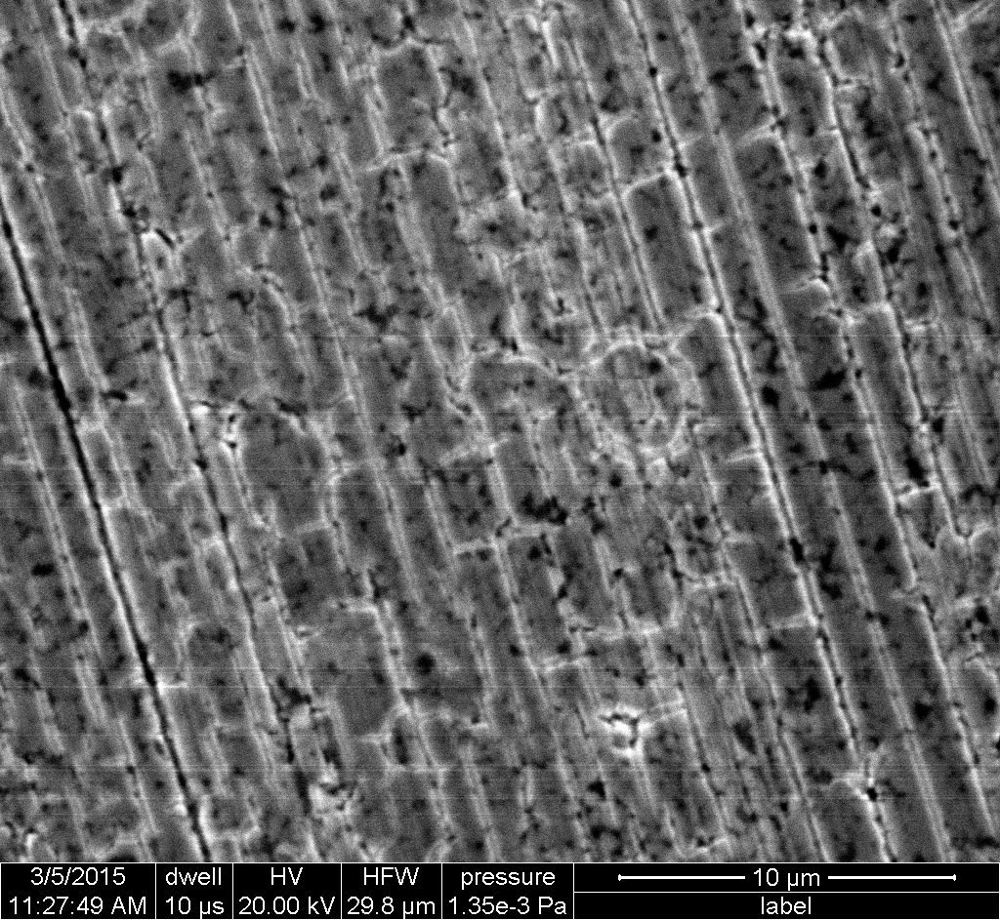 3/5/2015 dwell HV HFW pressure 10 µm
11:27:49 AM 10 µs 20.00 kV 29.8 µm 1.35e-3 Pa label